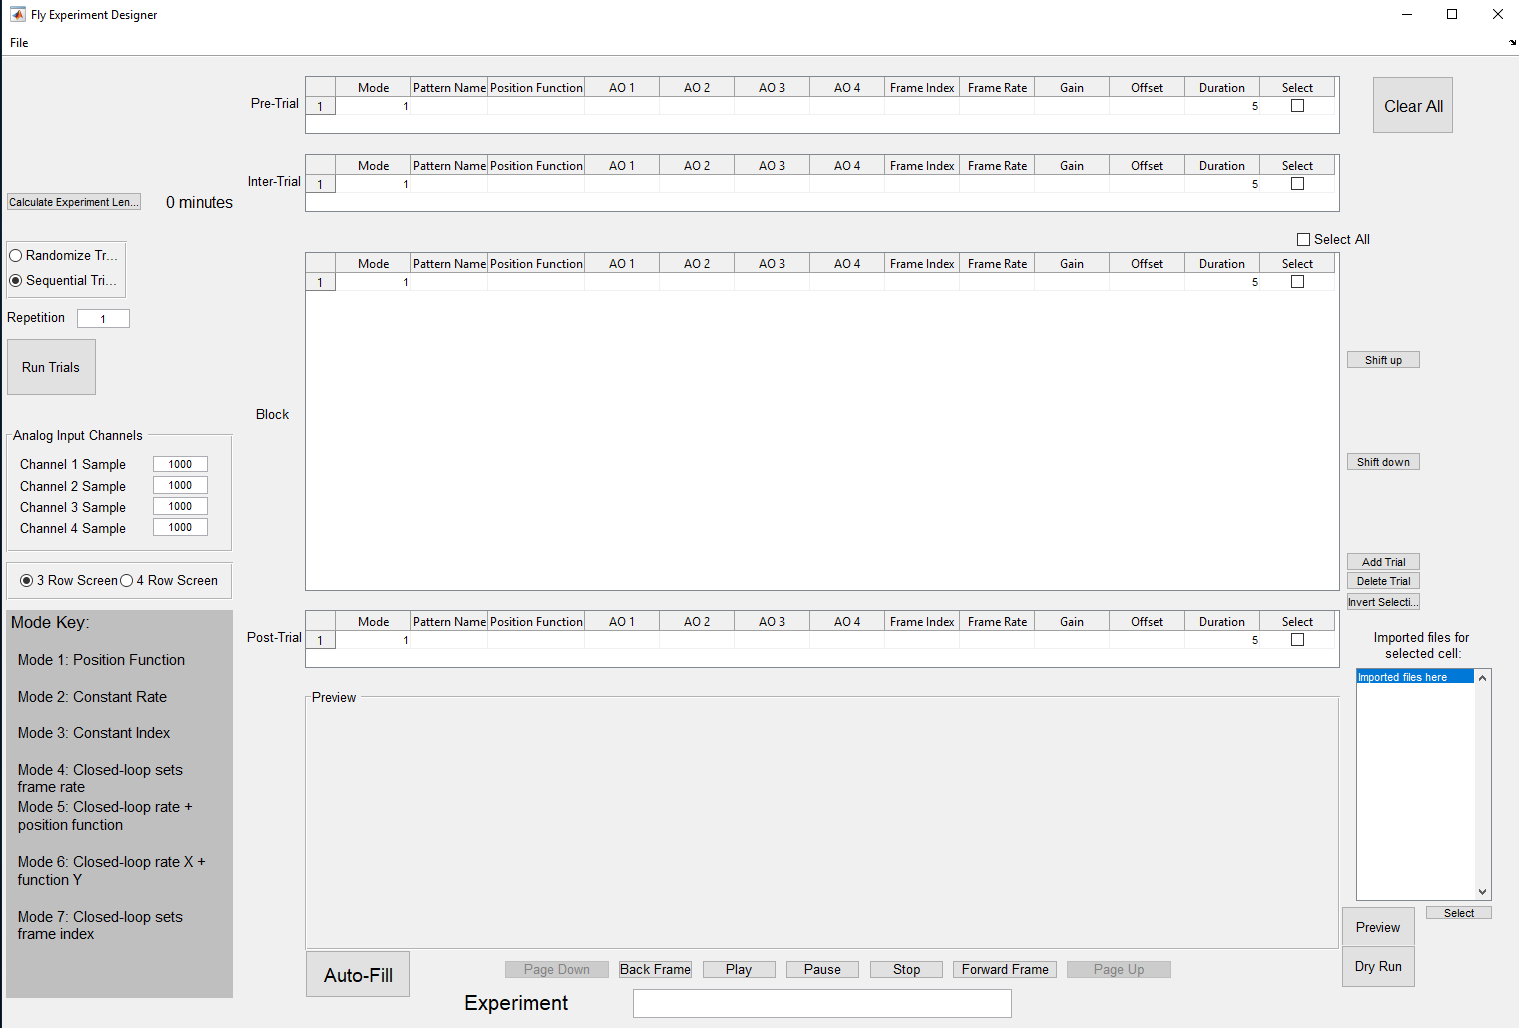 Fly Experiment Designer
File
Pre-Trial
Mode Pattern Name Position Function AO 1 AO 2 AO 3 AO 4 Frame Index Frame Rate Gain Offset Duration Select
1 1 5
Clear All
Inter-Trial
Mode Pattern Name Position Function AO 1 AO 2 AO 3 AO 4 Frame Index Frame Rate Gain Offset Duration Select
1 1 5
Calculate Experiment Len... 0 minutes
Select All
Randomize Tr...
Sequential Tri...
Repetition 1
Run Trials
Block
Mode Pattern Name Position Function AO 1 AO 2 AO 3 AO 4 Frame Index Frame Rate Gain Offset Duration Select
1 1 5
Shift up
Shift down
Add Trial
Delete Trial
Invert Selecti...
Analog Input Channels
Channel 1 Sample 1000
Channel 2 Sample 1000
Channel 3 Sample 1000
Channel 4 Sample 1000
3 Row Screen 4 Row Screen
Mode Key:
Mode 1: Position Function
Mode 2: Constant Rate
Mode 3: Constant Index
Mode 4: Closed-loop sets
frame rate
Mode 5: Closed-loop rate +
position function
Mode 6: Closed-loop rate X +
function Y
Mode 7: Closed-loop sets
frame index
Post-Trial
Mode Pattern Name Position Function AO 1 AO 2 AO 3 AO 4 Frame Index Frame Rate Gain Offset Duration Select
1 1 5
Imported files for
selected cell:
Imported files here
Select
Preview
Preview
Dry Run
Auto-Fill
Page Down Back Frame Play Pause Stop Forward Frame Page Up
Experiment